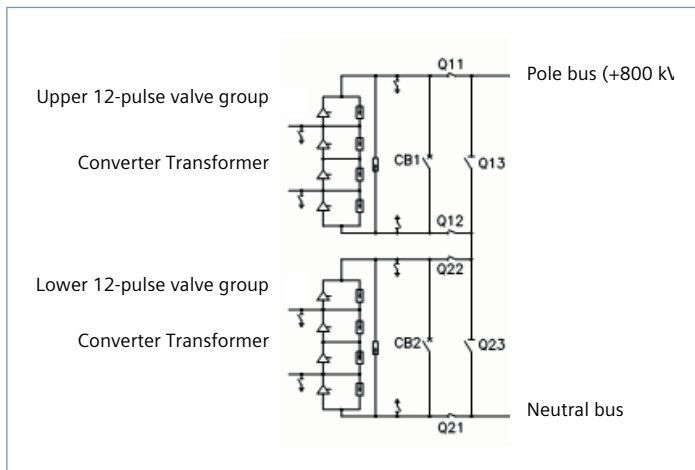 Q11
Pole bus (+800 kV
Upper 12-pulse valve group
Converter Transformer
CB1
Q13
Q12
Q22
Lower 12-pulse valve group
Converter Transformer
CB2
Q23
Neutral bus
Q21